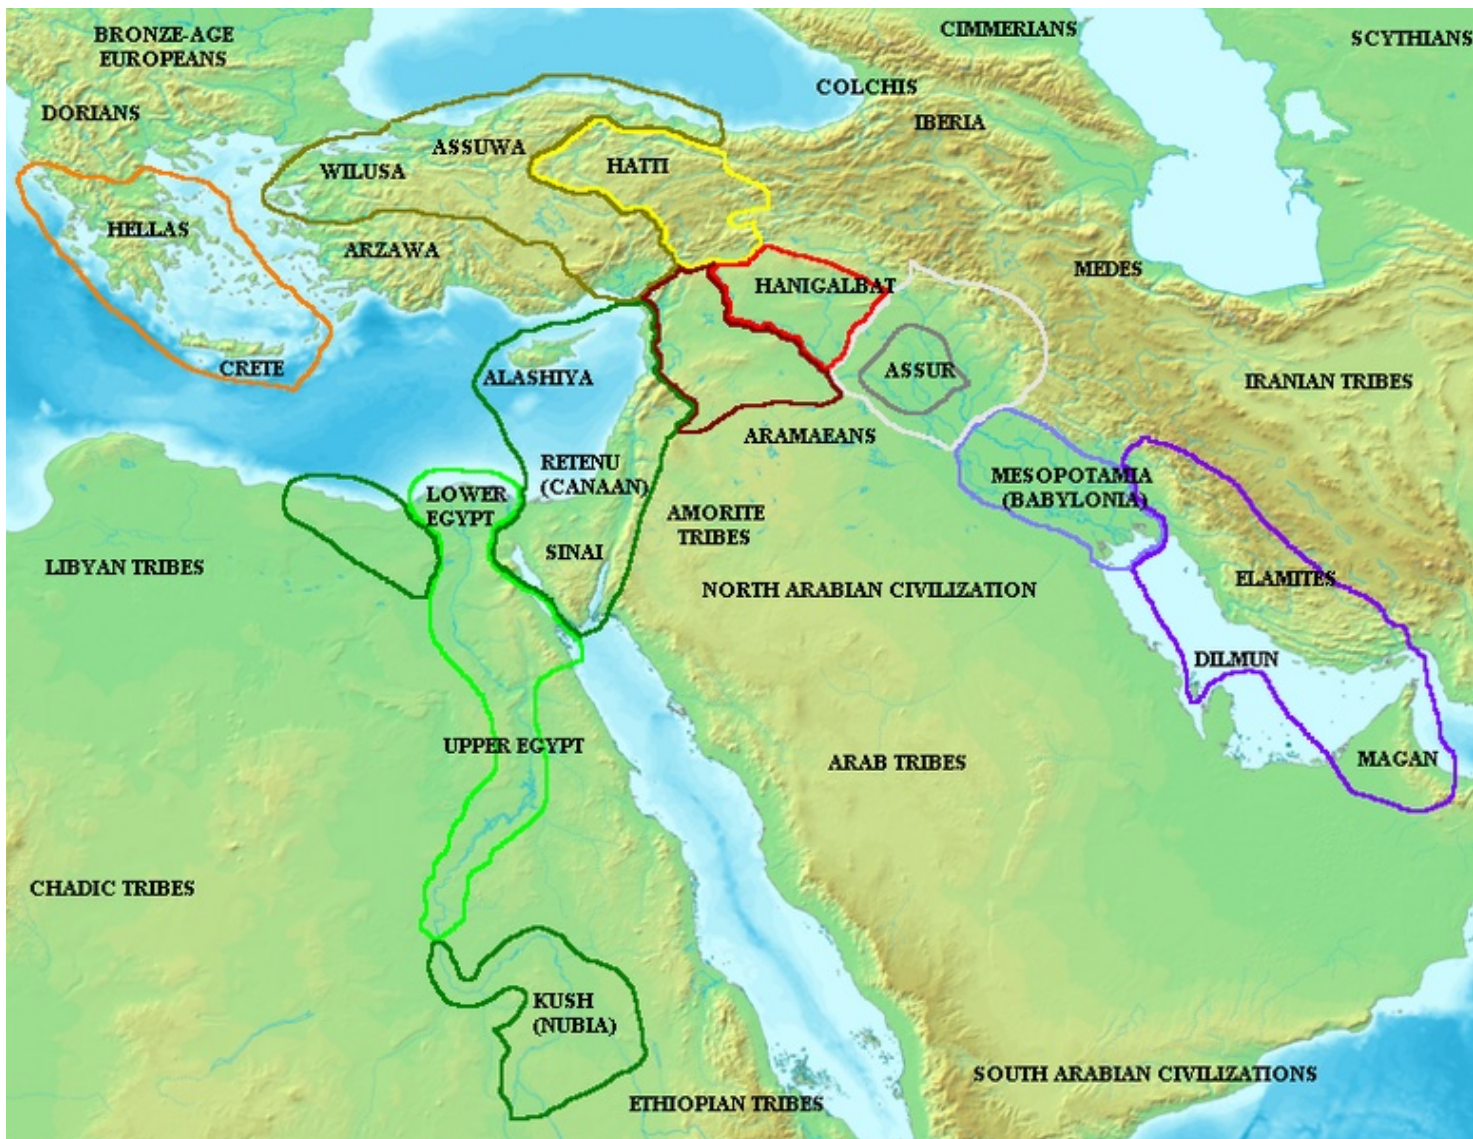 BRONZE-AGE
EUROPEANS
CIMMERIANS
SCYTHIANS
COLCHIS
DORIANS
IBERIA
ASSUWA
WILUSA
HATTI
HELLAS
ARZAWA
MEDES
HANIGALBAT
CRETE
ALASHIYA
ASSUR
IRANIAN TRIBES
ARAMAEANS
RETENU
(CANAAN)
MESOPOTAMIA
(BABYLONIA)
LOWER
EGYPT
AMORITE
TRIBES
SINAI
LIBYAN TRIBES
NORTH ARABIAN CIVILIZATION
ELAMITES
DILMUN
UPPER EGYPT
ARAB TRIBES
MAGAN
CHADIC TRIBES
KUSH
(NUBIA)
SOUTH ARABIAN CIVILIZATIONS
ETHIOPIAN TRIBES